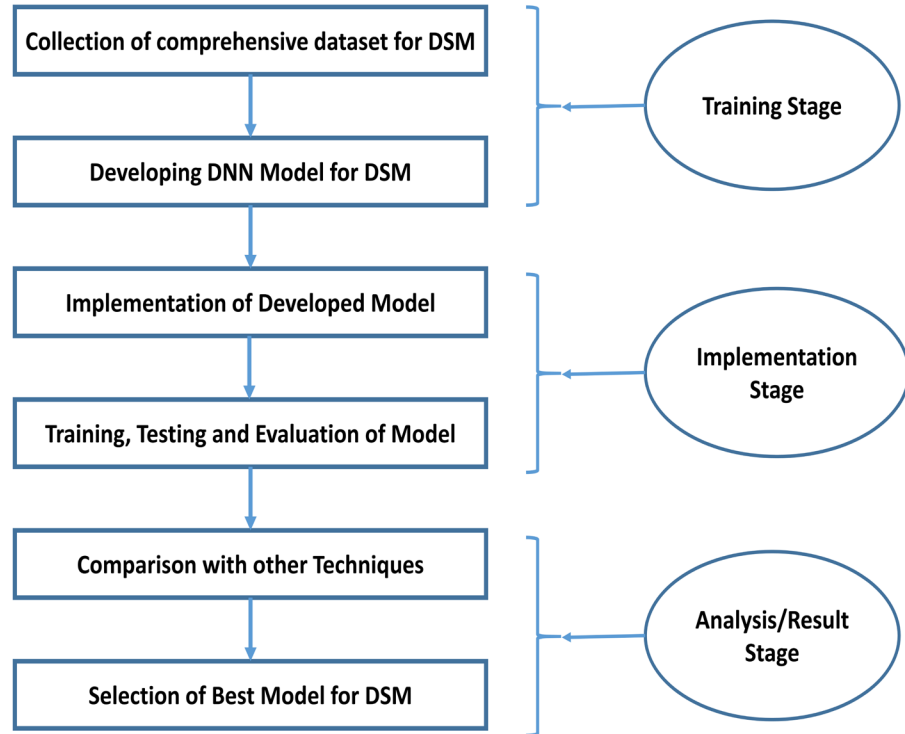 Collection of comprehensive dataset for DSM
Developing DNN Model for DSM
Training Stage
Implementation of Developed Model
Training, Testing and Evaluation of Model
Implementation
Stage
Comparison with other Techniques
Selection of Best Model for DSM
Analysis/Result
Stage